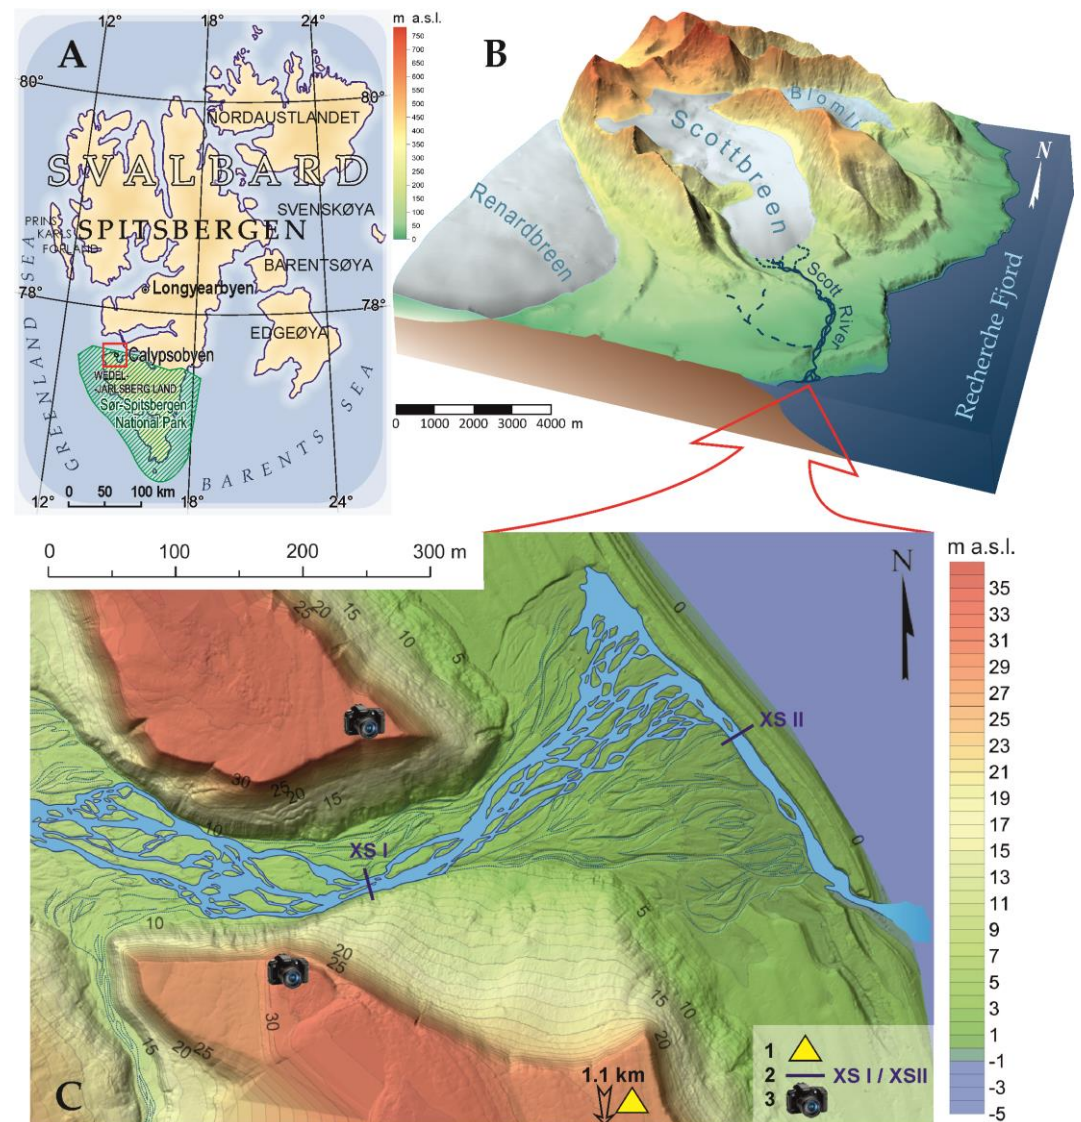 A
12°
18°
24°
80°
80°
NORDAUSTLANDET
SVALBARD
SVENSKØYA
PRINS
KARLS
FORLAND
SPITSBERGEN
BARENTSØYA
Longyearbyen
78°
78°
EDGEØYA
Calypsobyen
WEDEL-
JARLSBERG LAND
Sør-Spitsbergen
National Park
GREENLAND SEA
BARENTS SEA
0 50 100 km
12°
18°
24°
m a.s.l.
750
700
650
600
550
500
450
400
350
300
250
200
150
100
50
0
B
Blomli
Scottbreen
Renardbreen
Scott
River
N
Recherche Fjord
0 1000 2000 3000 4000 m
0 100 200 300 m
N
m a.s.l.
35
33
31
29
27
25
23
21
19
17
15
13
11
9
7
5
3
1
-1
-3
-5
25
20
15
10
5
0
XS II
30
25
20
15
10
XS I
0
10
5
20
25
30
15
20
25
15
10
20
1.1 km
1
2 XS I / XSII
3
C